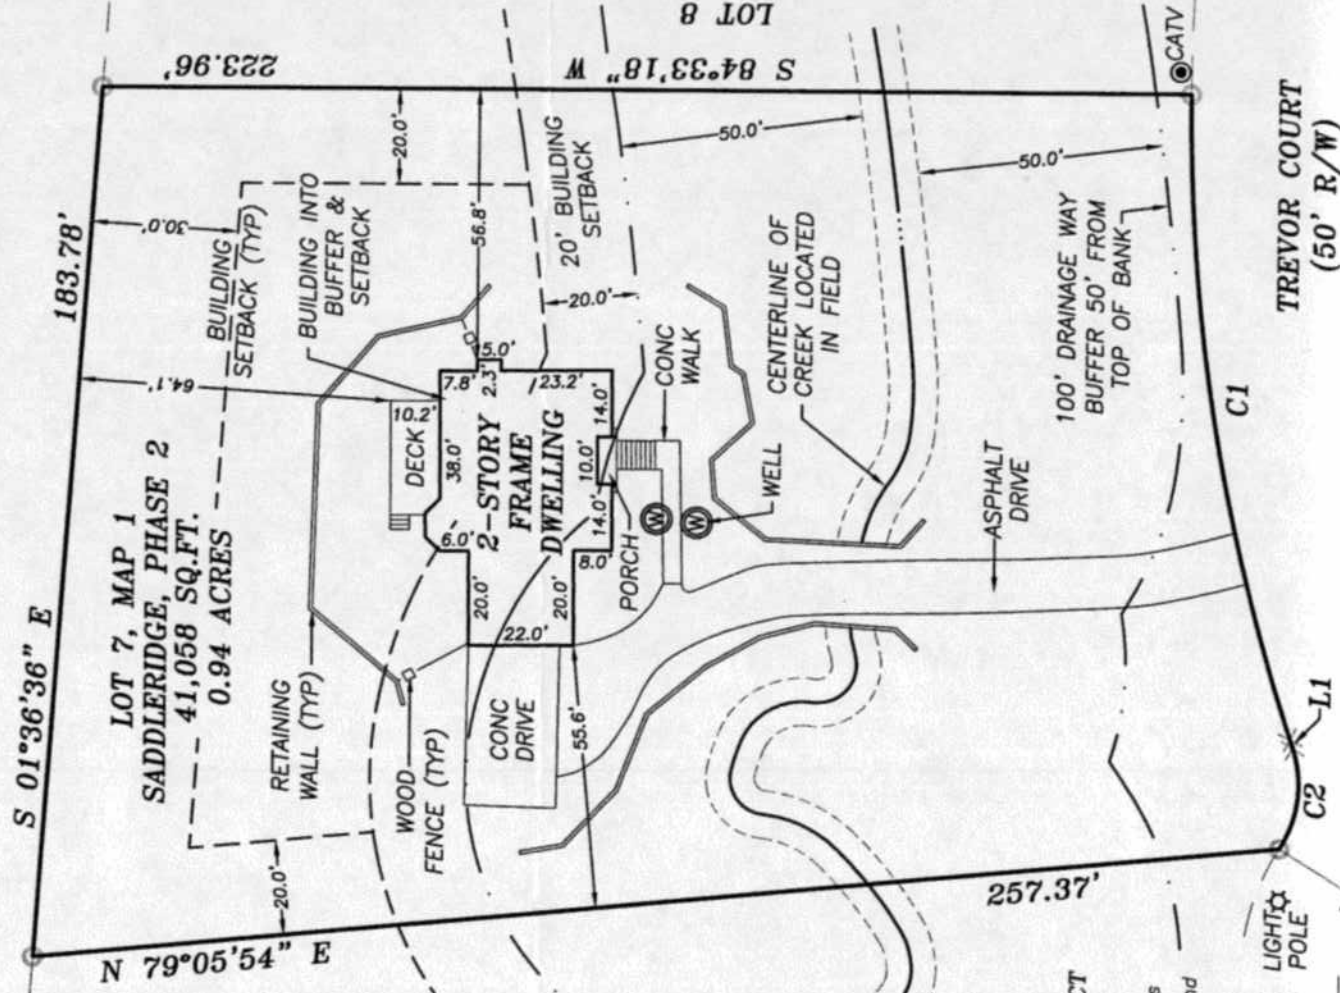 LOT 8
S 84°33'18" W
223.96'
CATV
TREVOR COURT
(50' R/W)
183.78'
S 01°36'36" E
LOT 7, MAP 1
SADDLERIDGE, PHASE 2
41,058 SQ.FT.
0.94 ACRES
30.0'
20.0'
BUILDING
SETBACK (TYP)
BUILDING INTO
BUFFER &
SETBACK
56.8'
20' BUILDING
SETBACK
20.0'
50.0'
50.0'
64.1'
10.2'
DECK
7.8'
5.0'
2.3'
23.2'
38.0'
14.0'
10.0'
14.0'
6.0'
8.0'
20.0'
20.0'
22.0'
2-STORY
FRAME
DWELLING
CONC
WALK
CENTERLINE OF
CREEK LOCATED
IN FIELD
100' DRAINAGE WAY
BUFFER 50' FROM
TOP OF BANK
C1
W
W
WELL
PORCH
ASPHALT
DRIVE
RETAINING
WALL (TYP)
WOOD
FENCE (TYP)
CONC
DRIVE
55.6'
20.0'
L1
C2
257.37'
N 79°05'54" E
LIGHT
POLE
CT
s
nd